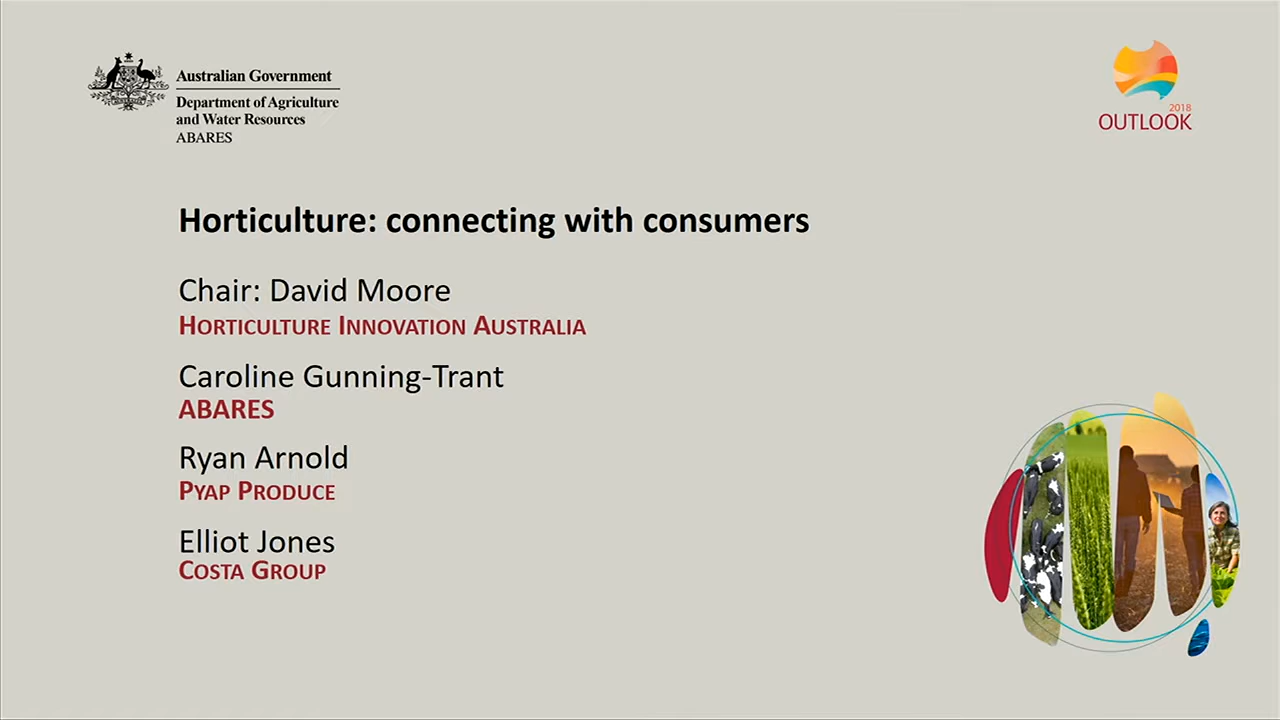 Australian Government
Department of Agriculture
and Water Resources
ABARES
2018
OUTLOOK
Horticulture: connecting with consumers
Chair: David Moore
HORTICULTURE INNOVATION AUSTRALIA
Caroline Gunning-Trant
ABARES
Ryan Arnold
PYAP PRODUCE
Elliot Jones
COSTA GROUP